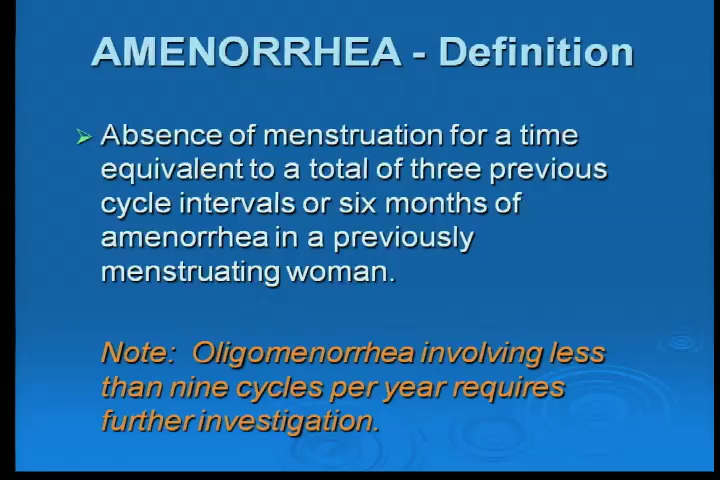 AMENORRHEA - Definition
Absence of menstruation for a time
equivalent to a total of three previous
cycle intervals or six months of
amenorrhea in a previously
menstruating woman.
Note:  Oligomenorrhea involving less
than nine cycles per year requires
further investigation.